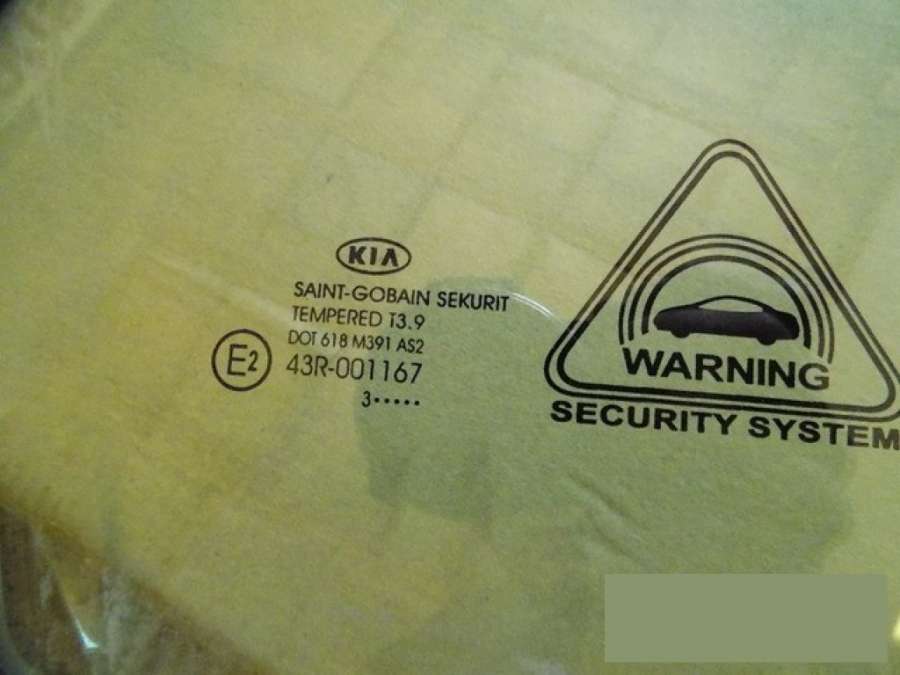 KIA
SAINT-GOBAIN SEKURIT
TEMPERED T3.9
DOT 618 M391 AS2
E2
43R-001167
3•••••
WARNING
SECURITY SYSTEM